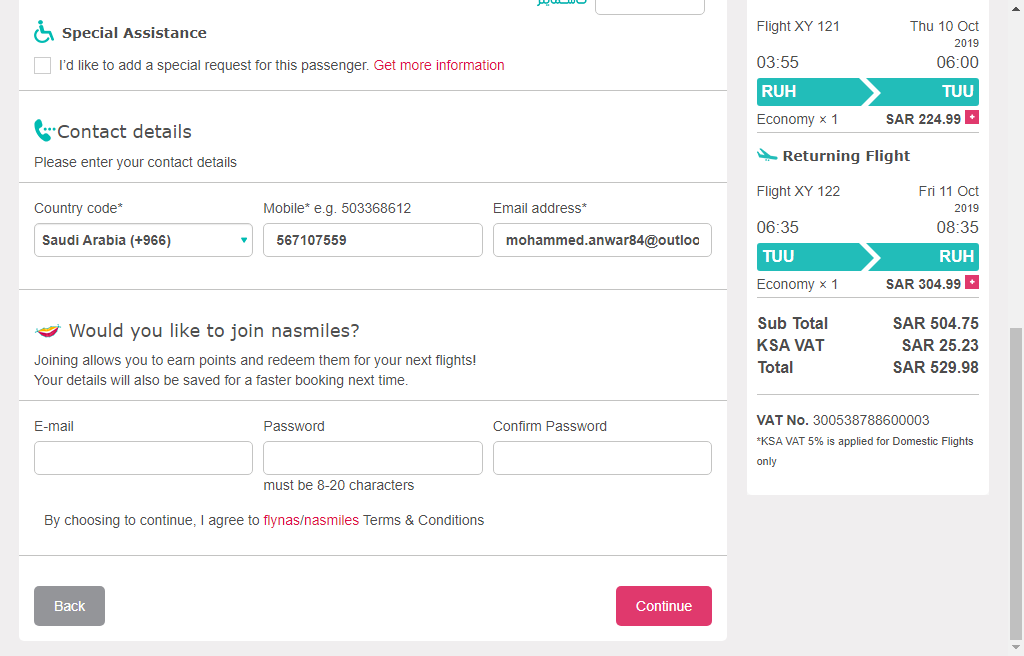 Special Assistance
I'd like to add a special request for this passenger. Get more information
Contact details
Please enter your contact details
Country code*
Mobile* e.g. 503368612
Email address*
Saudi Arabia (+966)
567107559
mohammed.anwar84@outloo
Would you like to join nasmiles?
Joining allows you to earn points and redeem them for your next flights!
Your details will also be saved for a faster booking next time.
E-mail
Password
Confirm Password
must be 8-20 characters
By choosing to continue, I agree to flynas/nasmiles Terms & Conditions
Back
Continue
Flight XY 121
Thu 10 Oct
2019
03:55
06:00
RUH
TUU
Economy × 1
SAR 224.99 +
Returning Flight
Flight XY 122
Fri 11 Oct
2019
06:35
08:35
TUU
RUH
Economy × 1
SAR 304.99 +
Sub Total
SAR 504.75
KSA VAT
SAR 25.23
Total
SAR 529.98
VAT No. 300538788600003
*KSA VAT 5% is applied for Domestic Flights
only